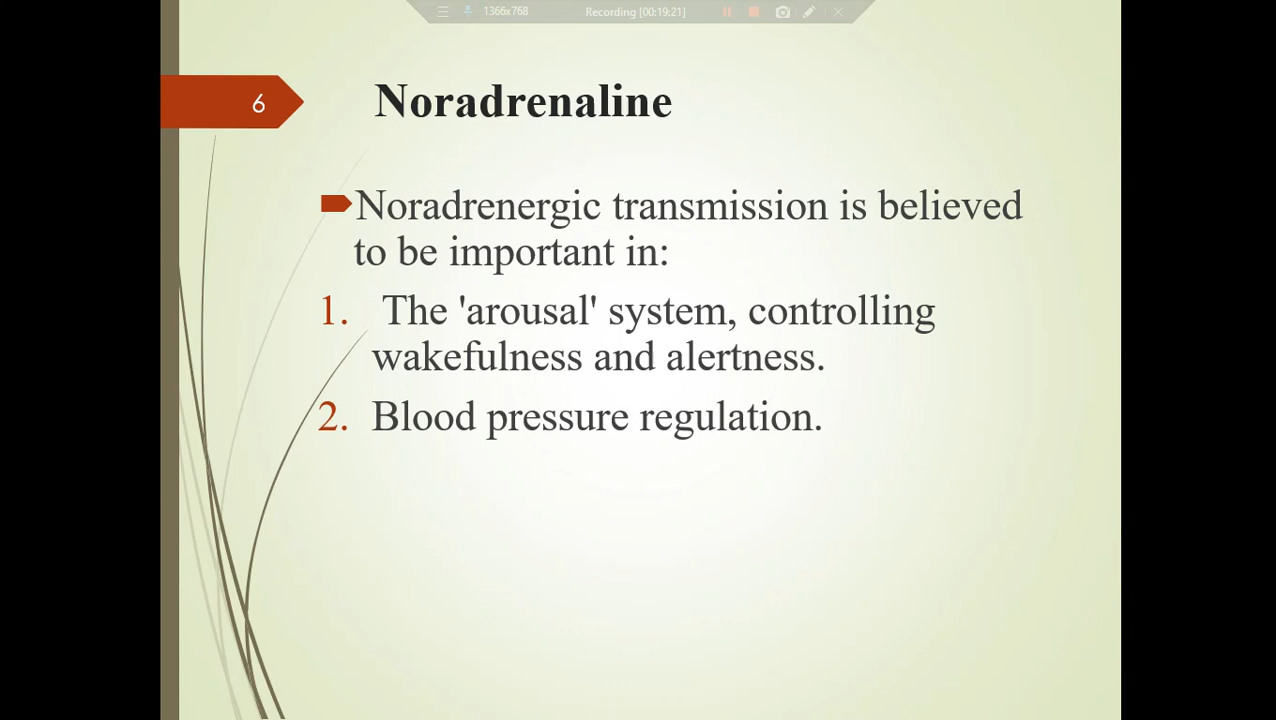 1366x768 Recording [00:19:21]
6
Noradrenaline
Noradrenergic transmission is believed
to be important in:
1. The 'arousal' system, controlling
wakefulness and alertness.
2. Blood pressure regulation.